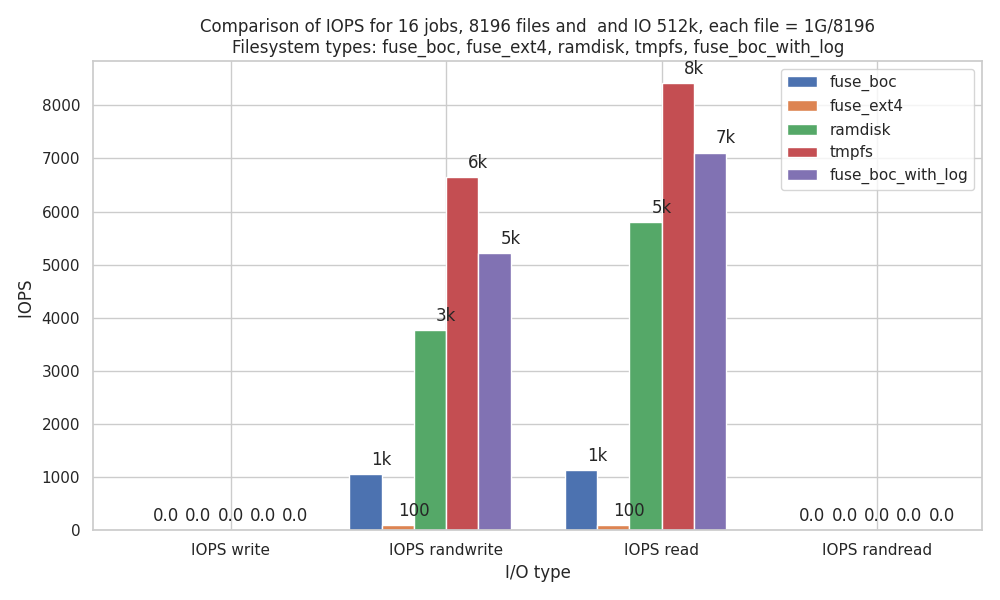 Comparison of IOPS for 16 jobs, 8196 files and  and IO 512k, each file = 1G/8196
Filesystem types: fuse_boc, fuse_ext4, ramdisk, tmpfs, fuse_boc_with_log
fuse_boc
fuse_ext4
ramdisk
tmpfs
fuse_boc_with_log
IOPS
8000
7000
6000
5000
4000
3000
2000
1000
0
0.0 0.0 0.0 0.0 0.0
1k
100
3k
6k
5k
1k
100
5k
8k
7k
0.0 0.0 0.0 0.0 0.0
IOPS write
IOPS randwrite
IOPS read
IOPS randread
I/O type